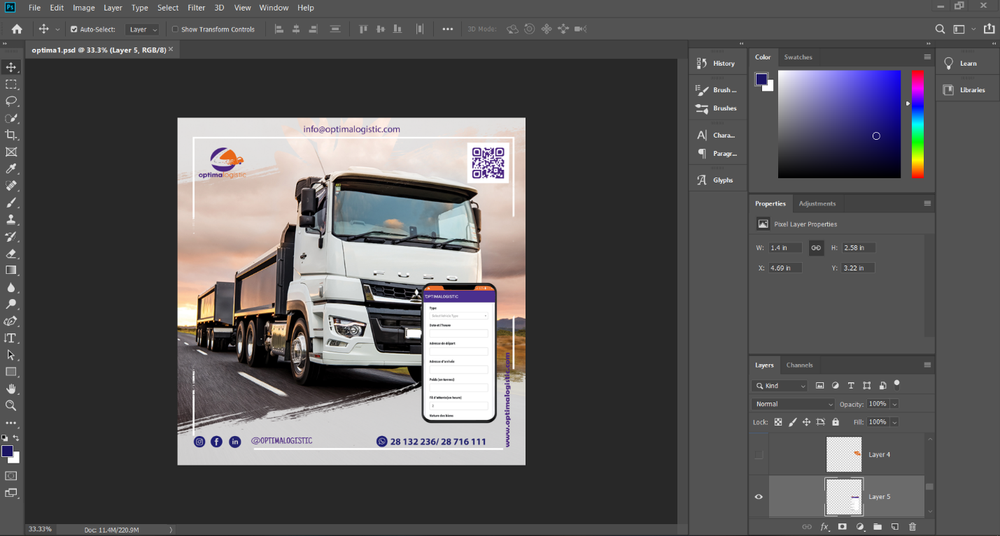 File Edit Image Layer Type Select Filter 3D View Window Help
Auto-Select: Layer Show Transform Controls 3D Mode:
optima1.psd @ 33.3% (Layer 5, RGB/8)
info@optimalogistic.com
optimalogistic
FUSO
OPTIMALOGISTIC
Type
Select Vehicle Type
Date et l'heure
Adresse de départ
Adresse d'arrivée
Poids (en tonnes)
Fil d'attente(en heure)
Nature des biens
www.optimalogistic.com
@OPTIMALOGISTIC
28 132 236/ 28 716 111
33.33% Doc: 11.4M/220.9M
History
Brush ...
Brushes
Chara...
Paragr...
Glyphs
Color Swatches
Learn
Libraries
Properties Adjustments
Pixel Layer Properties
W: 1.4 in H: 2.58 in
X: 4.69 in Y: 3.22 in
Layers Channels
Kind
Normal Opacity: 100%
Lock: Fill: 100%
Layer 4
Layer 5
fx